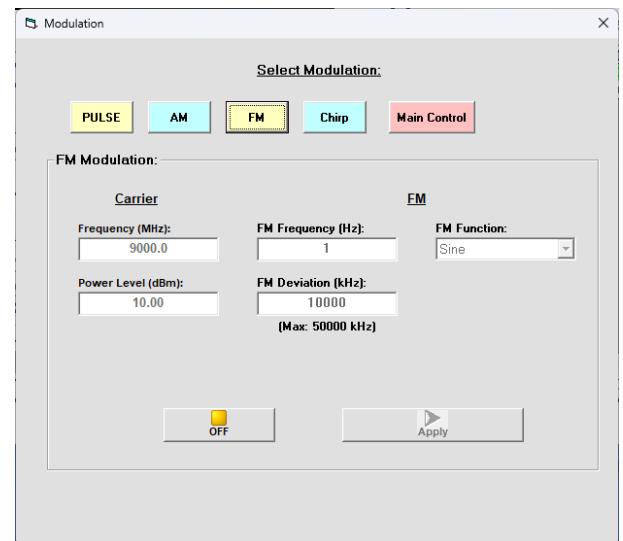 Modulation
Select Modulation:
PULSE AM FM Chirp Main Control
FM Modulation:
Carrier FM
Frequency (MHz): FM Frequency (Hz): FM Function:
9000.0 1 Sine
Power Level (dBm): FM Deviation (kHz):
10.00 10000
(Max: 50000 kHz)
OFF Apply